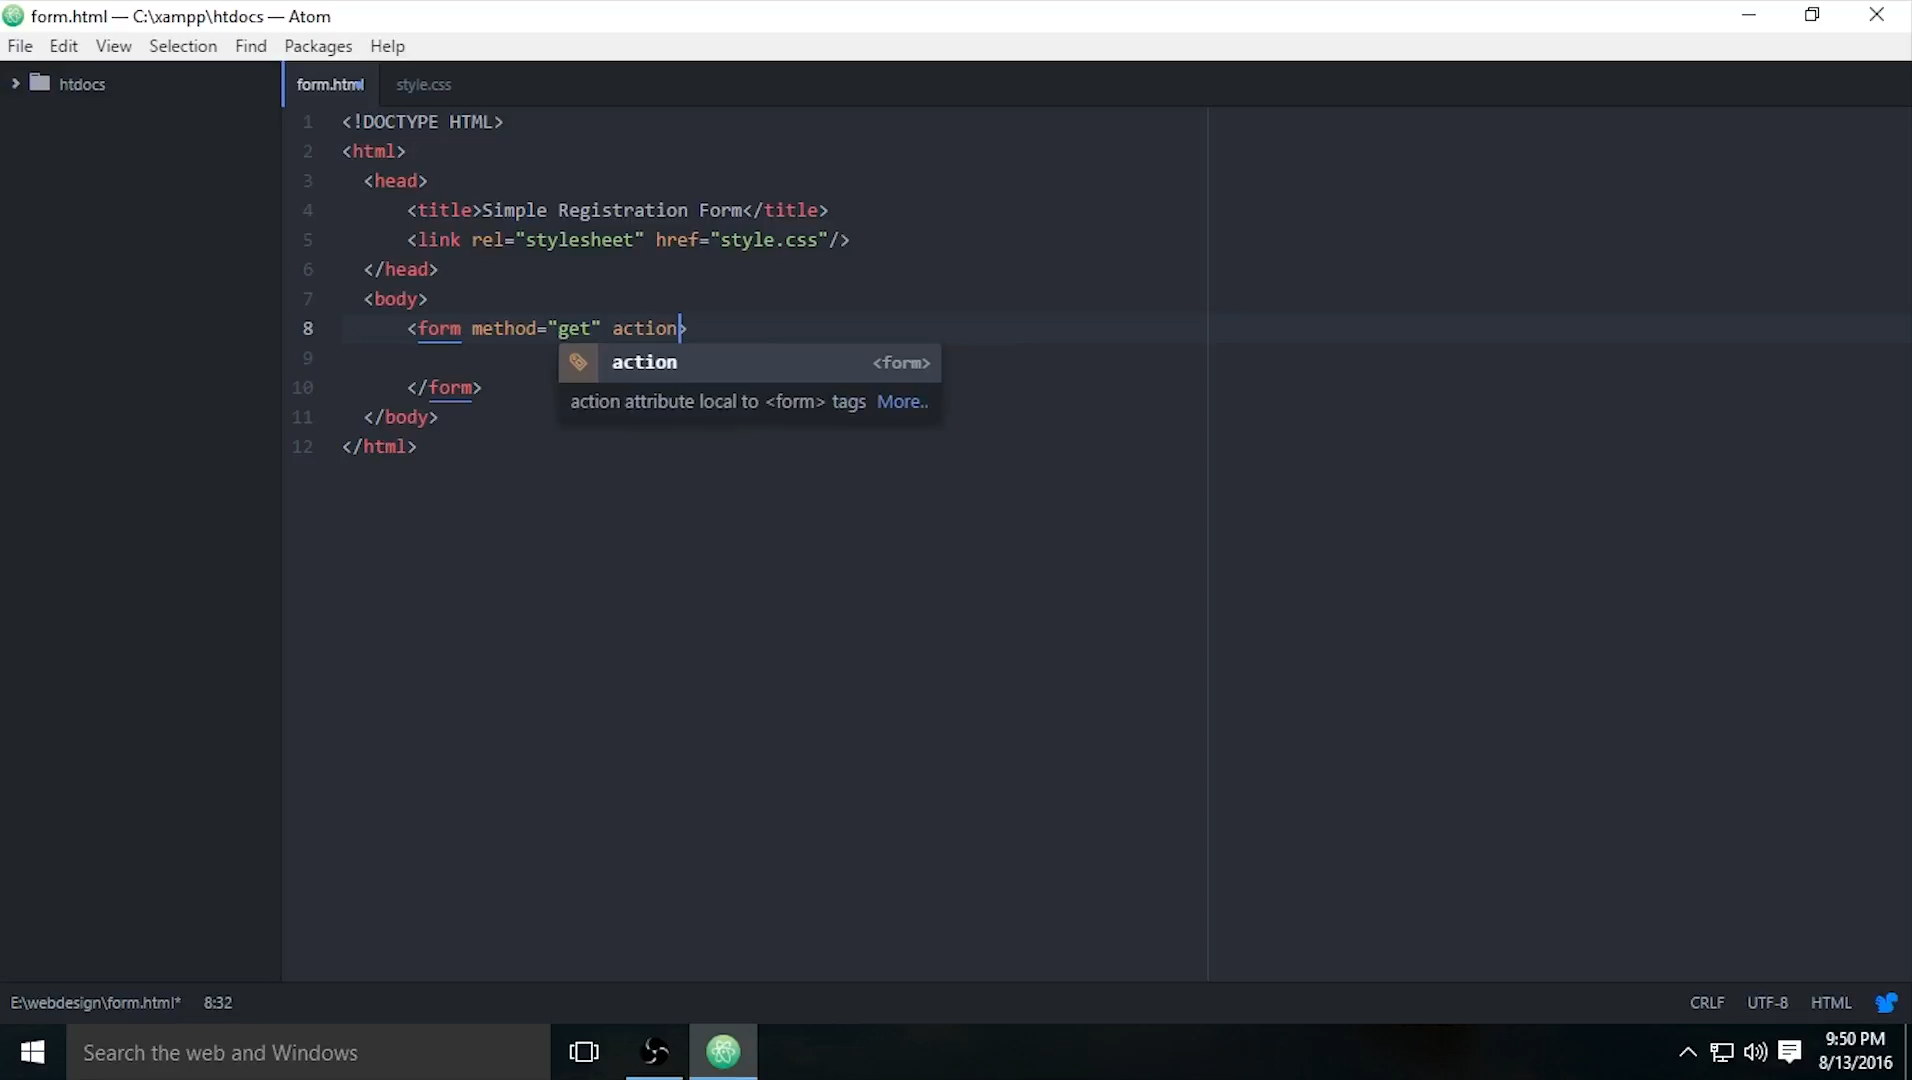 form.html — C:\xampp\htdocs — Atom
File Edit View Selection Find Packages Help
htdocs
form.html style.css
1 <!DOCTYPE HTML>
2 <html>
3 <head>
4 <title>Simple Registration Form</title>
5 <link rel="stylesheet" href="style.css"/>
6 </head>
7 <body>
8 <form method="get" action>
action <form>
9
action attribute local to <form> tags More..
10 </form>
11 </body>
12 </html>
E:\webdesign\form.html* 8:32 CRLF UTF-8 HTML
Search the web and Windows
9:50 PM
8/13/2016